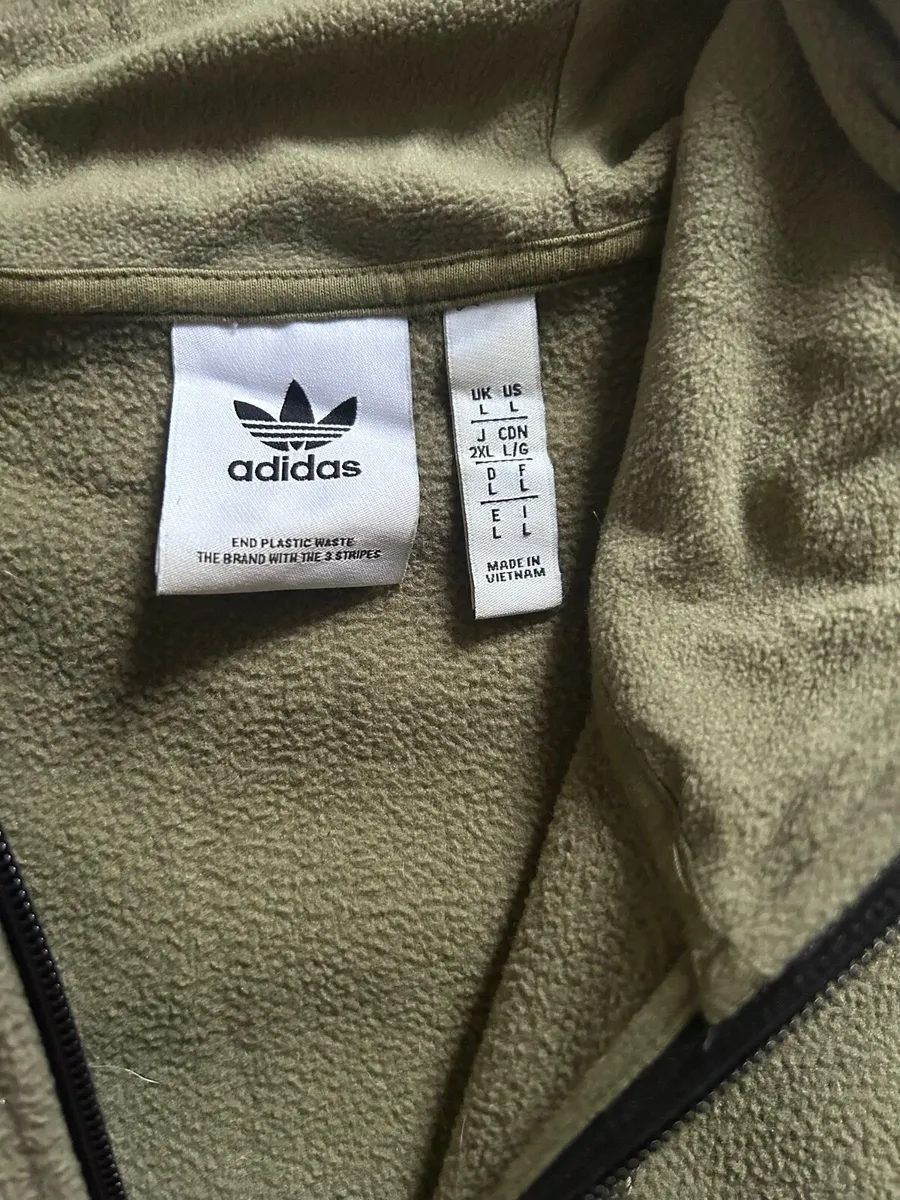 adidas
END PLASTIC WASTE
THE BRAND WITH THE 3 STRIPES
UK US
L L
J CDN
2XL L/G
D F
L L
E I
L L
MADE IN
VIETNAM